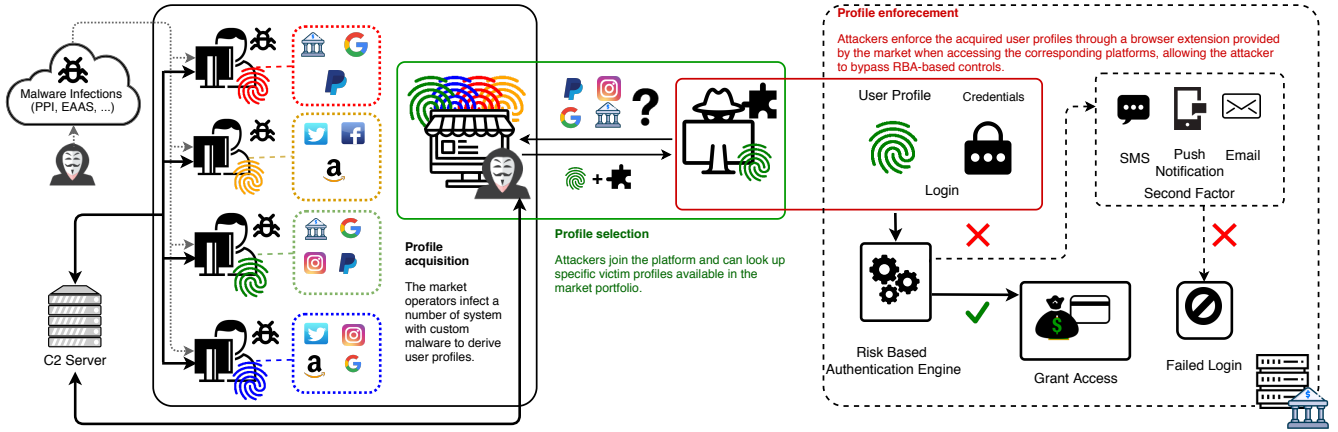 Profile enforecement
Attackers enforce the acquired user profiles through a browser extension provided
by the market when accessing the corresponding platforms, allowing the attacker
to bypass RBA-based controls.
Malware Infections
(PPI, EAAS, ...)
User Profile
Credentials
Login
SMS
Push
Notification
Email
Second Factor
Profile
acquisition
The market
operators infect a
number of system
with custom
malware to derive
user profiles.
Profile selection
Attackers join the platform and can look up
specific victim profiles available in the
market portfolio.
C2 Server
Risk Based
Authentication Engine
Grant Access
Failed Login